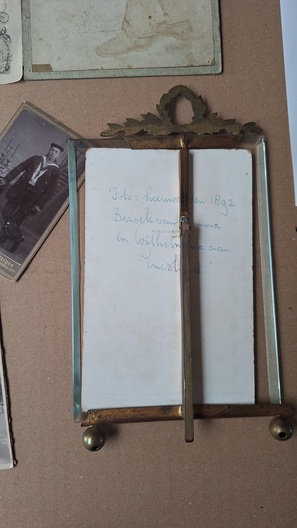 Foto: Leeuwarden 1892
Bezoek van Emma
en Wilhelmina aan